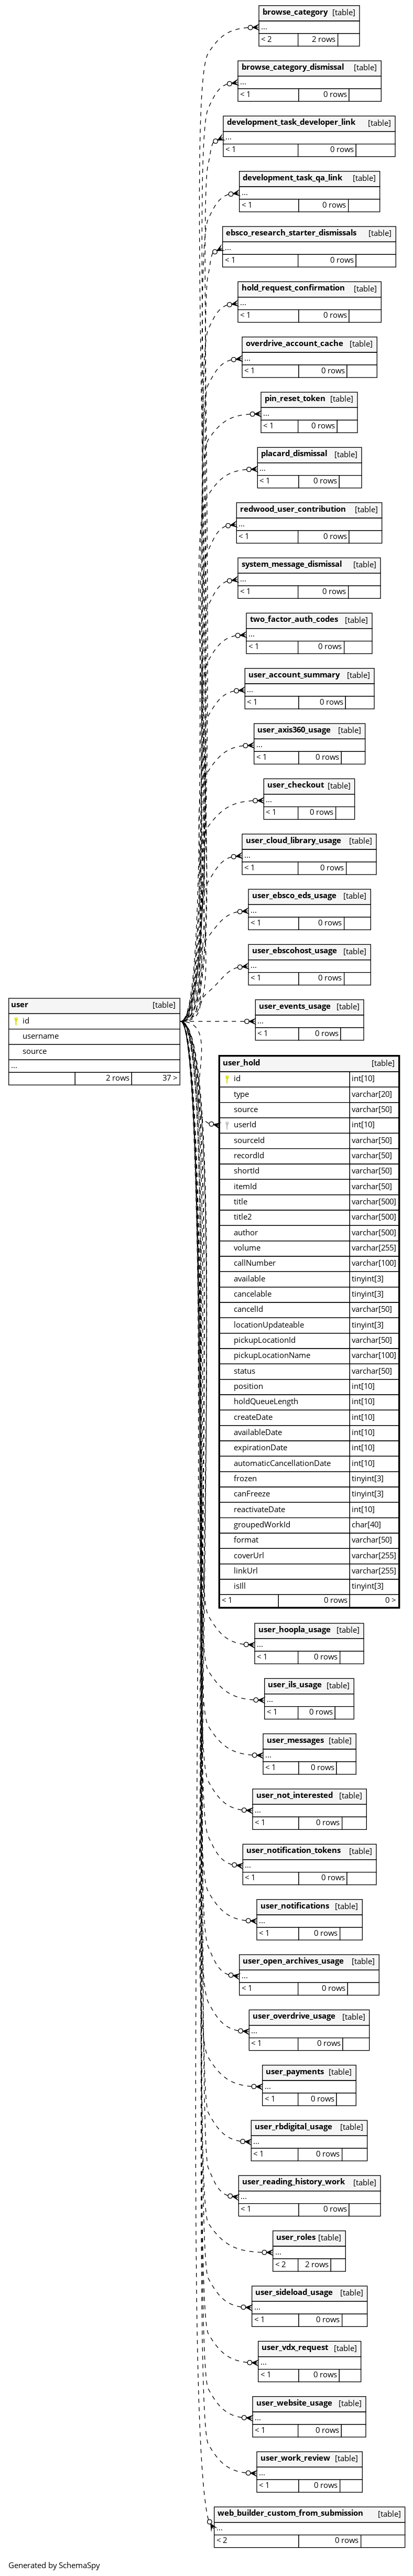 browse_category [table]
...
< 2 2 rows
browse_category_dismissal [table]
...
< 1 0 rows
development_task_developer_link [table]
...
< 1 0 rows
development_task_qa_link [table]
...
< 1 0 rows
ebsco_research_starter_dismissals [table]
...
< 1 0 rows
hold_request_confirmation [table]
...
< 1 0 rows
overdrive_account_cache [table]
...
< 1 0 rows
pin_reset_token [table]
...
< 1 0 rows
placard_dismissal [table]
...
< 1 0 rows
redwood_user_contribution [table]
...
< 1 0 rows
system_message_dismissal [table]
...
< 1 0 rows
two_factor_auth_codes [table]
...
< 1 0 rows
user_account_summary [table]
...
< 1 0 rows
user_axis360_usage [table]
...
< 1 0 rows
user_checkout [table]
...
< 1 0 rows
user_cloud_library_usage [table]
...
< 1 0 rows
user_ebsco_eds_usage [table]
...
< 1 0 rows
user_ebscohost_usage [table]
...
< 1 0 rows
user_events_usage [table]
...
< 1 0 rows
user [table]
id
username
source
...
2 rows 37 >
user_hold [table]
id int[10]
type varchar[20]
source varchar[50]
userId int[10]
sourceId varchar[50]
recordId varchar[50]
shortId varchar[50]
itemId varchar[50]
title varchar[500]
title2 varchar[500]
author varchar[500]
volume varchar[255]
callNumber varchar[100]
available tinyint[3]
cancelable tinyint[3]
cancelId varchar[50]
locationUpdateable tinyint[3]
pickupLocationId varchar[50]
pickupLocationName varchar[100]
status varchar[50]
position int[10]
holdQueueLength int[10]
createDate int[10]
availableDate int[10]
expirationDate int[10]
automaticCancellationDate int[10]
frozen tinyint[3]
canFreeze tinyint[3]
reactivateDate int[10]
groupedWorkId char[40]
format varchar[50]
coverUrl varchar[255]
linkUrl varchar[255]
isIll tinyint[3]
< 1 0 rows 0 >
user_hoopla_usage [table]
...
< 1 0 rows
user_ils_usage [table]
...
< 1 0 rows
user_messages [table]
...
< 1 0 rows
user_not_interested [table]
...
< 1 0 rows
user_notification_tokens [table]
...
< 1 0 rows
user_notifications [table]
...
< 1 0 rows
user_open_archives_usage [table]
...
< 1 0 rows
user_overdrive_usage [table]
...
< 1 0 rows
user_payments [table]
...
< 1 0 rows
user_rbdigital_usage [table]
...
< 1 0 rows
user_reading_history_work [table]
...
< 1 0 rows
user_roles [table]
...
< 2 2 rows
user_sideload_usage [table]
...
< 1 0 rows
user_vdx_request [table]
...
< 1 0 rows
user_website_usage [table]
...
< 1 0 rows
user_work_review [table]
...
< 1 0 rows
web_builder_custom_from_submission [table]
...
< 2 0 rows
Generated by SchemaSpy